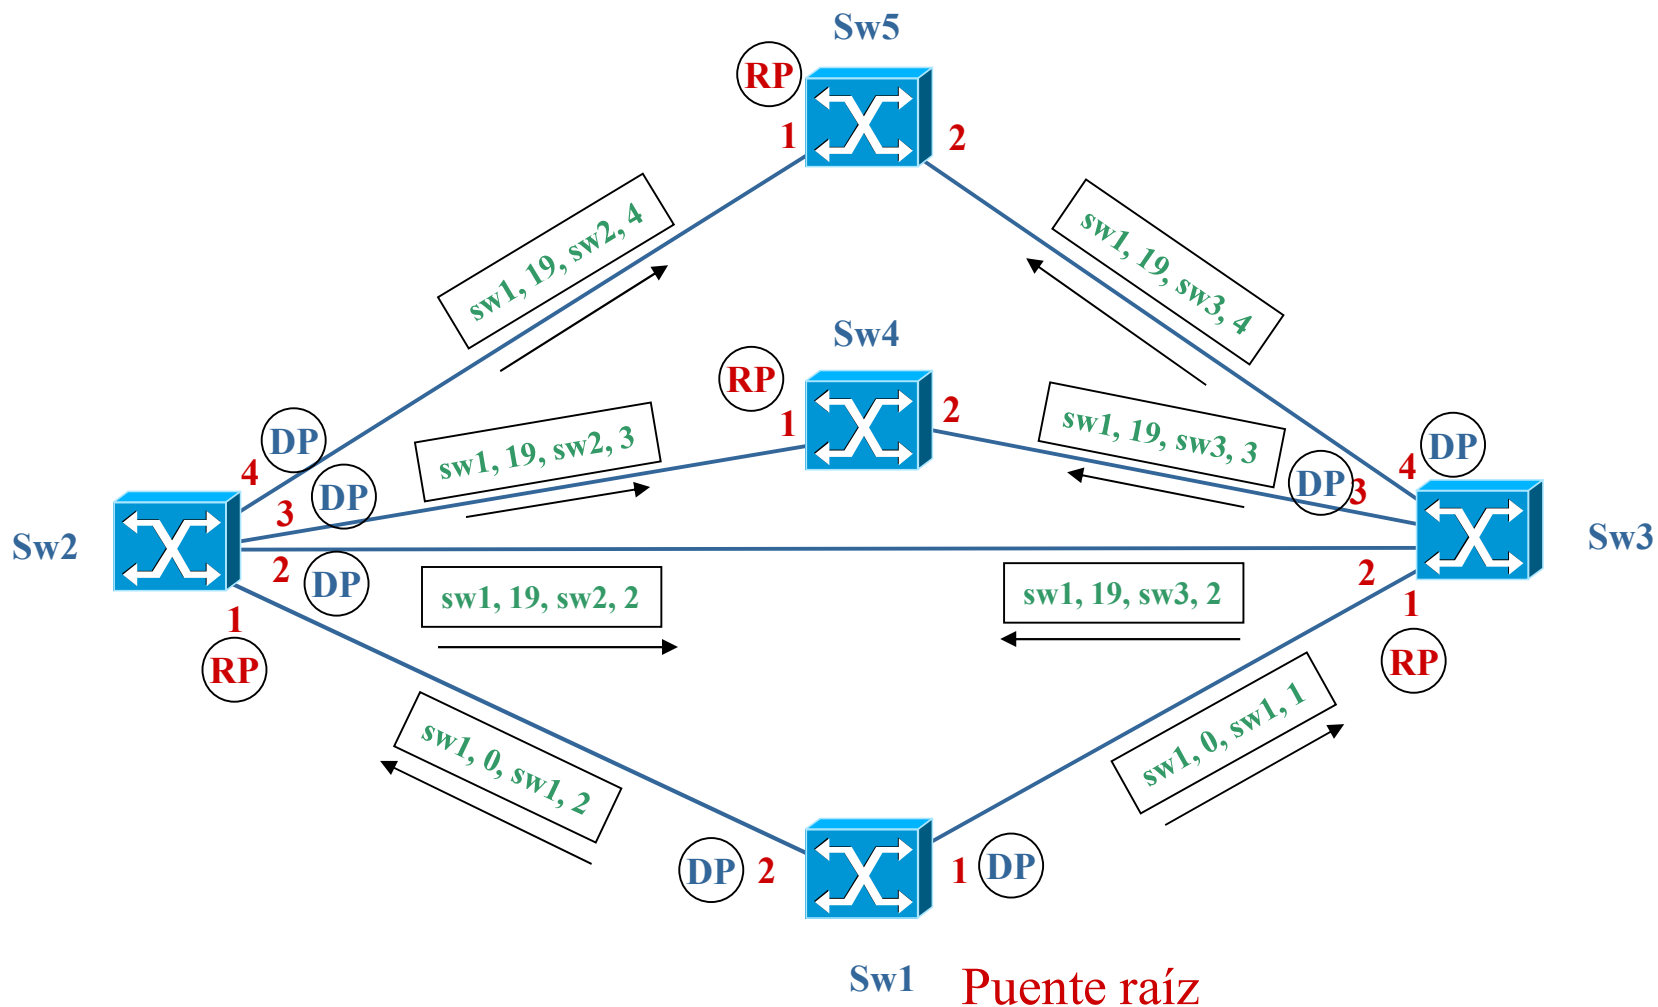 Sw5
RP
1
2
sw1, 19, sw2, 4
sw1, 19, sw3, 4
Sw4
RP
1
2
sw1, 19, sw2, 3
sw1, 19, sw3, 3
DP
4
DP
3
DP
4
DP
3
Sw2
Sw3
2
DP
2
sw1, 19, sw2, 2
sw1, 19, sw3, 2
1
RP
1
RP
sw1, 0, sw1, 2
sw1, 0, sw1, 1
DP
2
1
DP
Sw1
Puente raíz